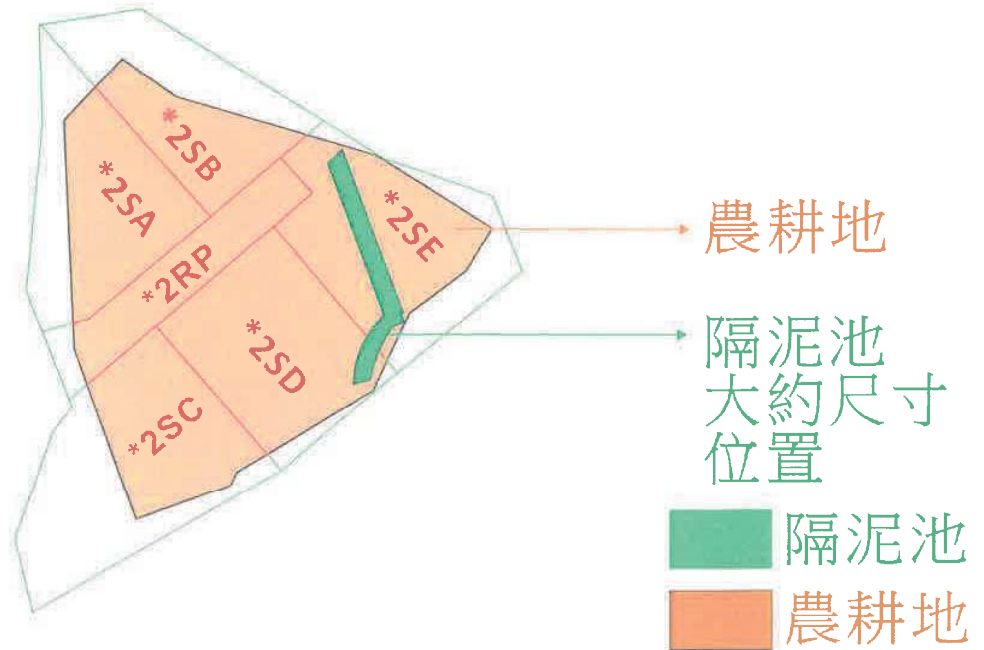 *2SB
*2SA
*2SE
*2RP
*2SD
*2SC
農耕地
隔泥池
大約尺寸
位置
隔泥池
農耕地